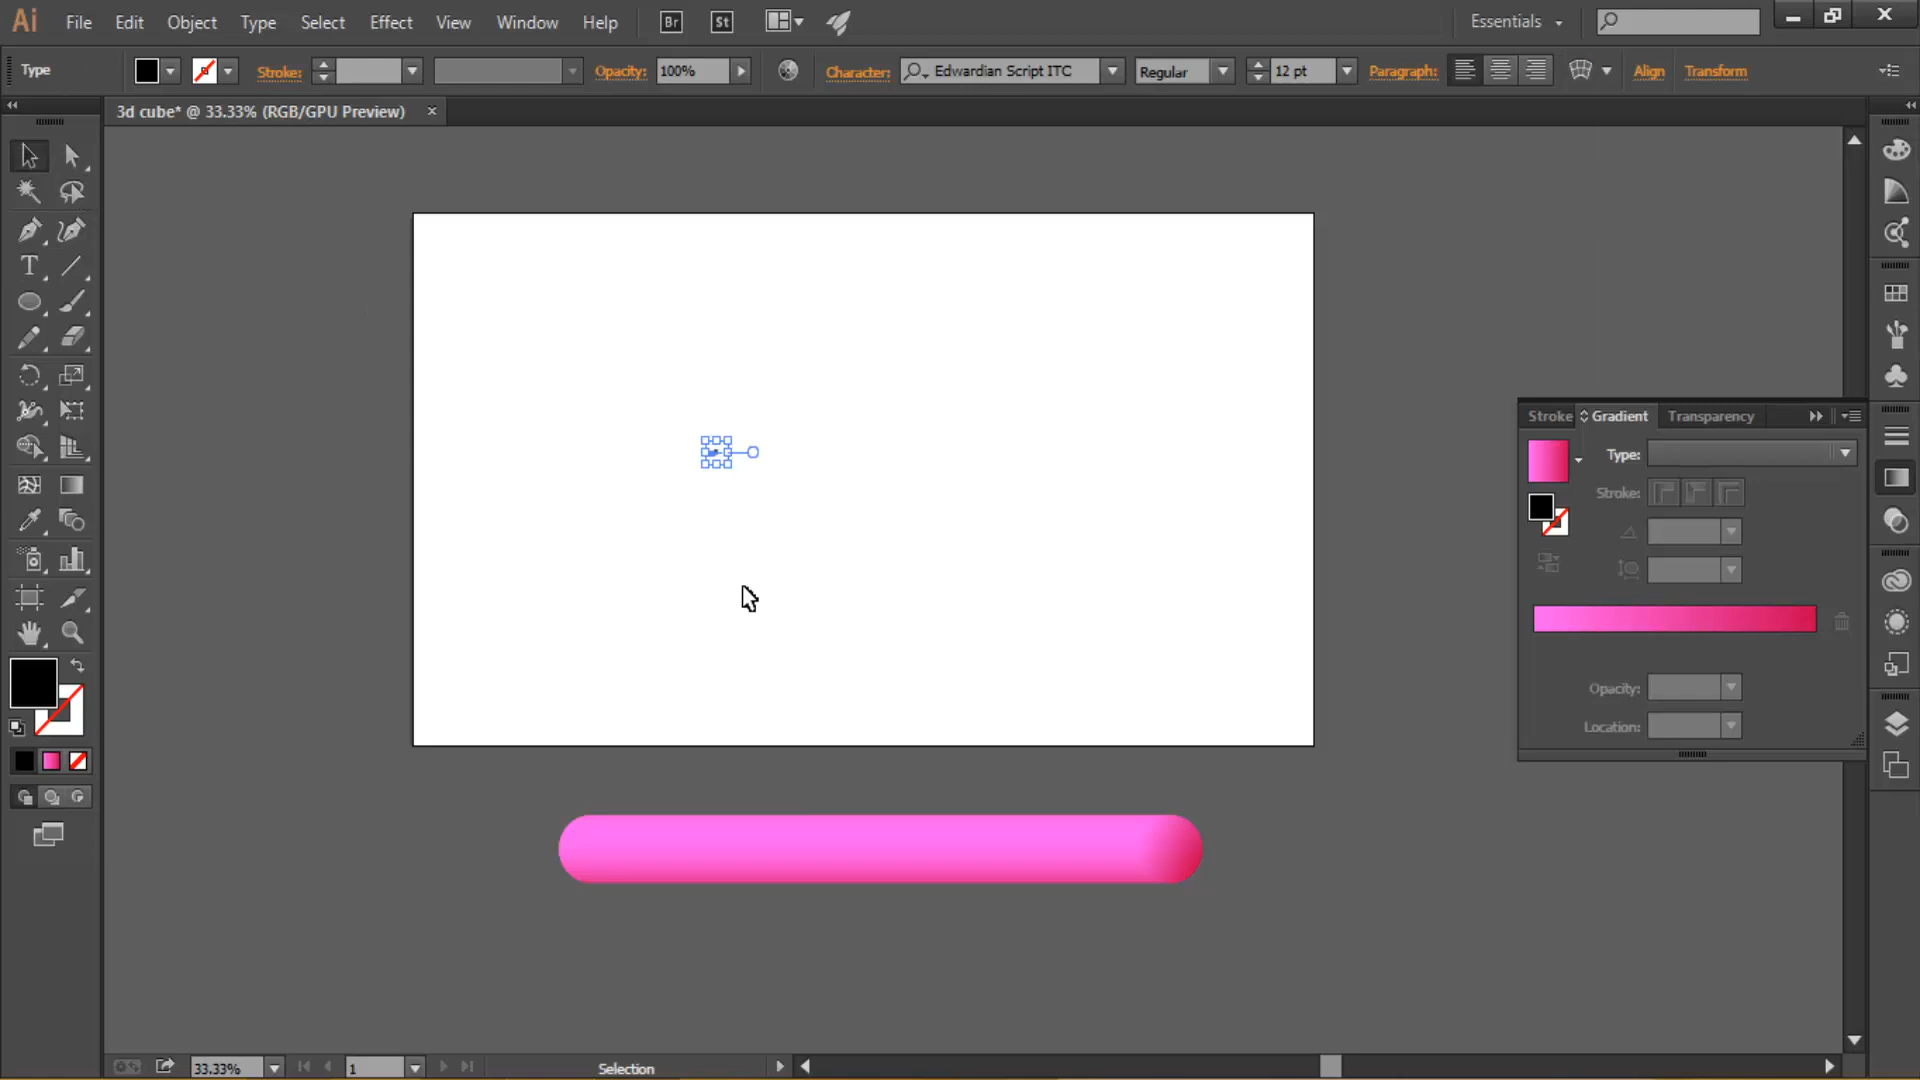 Ai File Edit Object Type Select Effect View Window Help Br St Essentials
Type Stroke: Opacity: 100% Character: Edwardian Script ITC Regular 12 pt Paragraph: Align Transform
3d cube* @ 33.33% (RGB/GPU Preview) ×
T
Stroke Gradient Transparency
Type:
Stroke:
Opacity:
Location:
33.33% 1 Selection